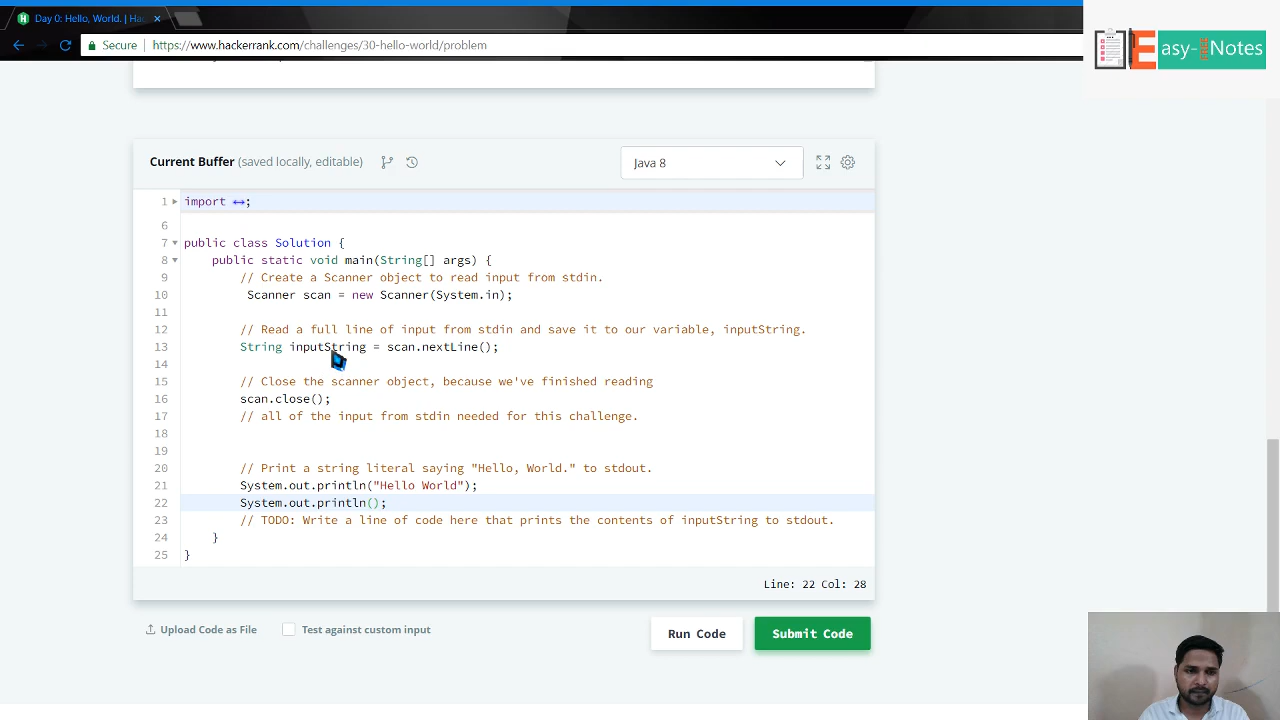 Day 0: Hello, World. | Ha
Secure
https://www.hackerrank.com/challenges/30-hello-world/problem
Easy-Notes
Current Buffer (saved locally, editable)
Java 8
1 import ↔;
6
7 public class Solution {
8 public static void main(String[] args) {
9 // Create a Scanner object to read input from stdin.
10 Scanner scan = new Scanner(System.in);
11
12 // Read a full line of input from stdin and save it to our variable, inputString.
13 String inputString = scan.nextLine();
14
15 // Close the scanner object, because we've finished reading
16 scan.close();
17 // all of the input from stdin needed for this challenge.
18
19
20 // Print a string literal saying "Hello, World." to stdout.
21 System.out.println("Hello World");
22 System.out.println();
23 // TODO: Write a line of code here that prints the contents of inputString to stdout.
24 }
25 }
Line: 22 Col: 28
Upload Code as File
Test against custom input
Run Code
Submit Code